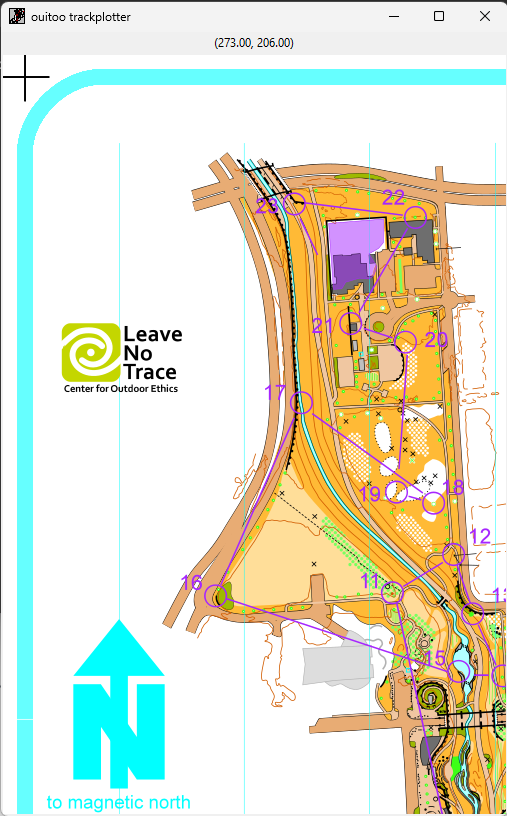 ouitoo trackplotter
(273.00, 206.00)
22
23
21
20
Leave
No
Trace
Center for Outdoor Ethics
17
19
18
12
16
11
15
N
to magnetic north